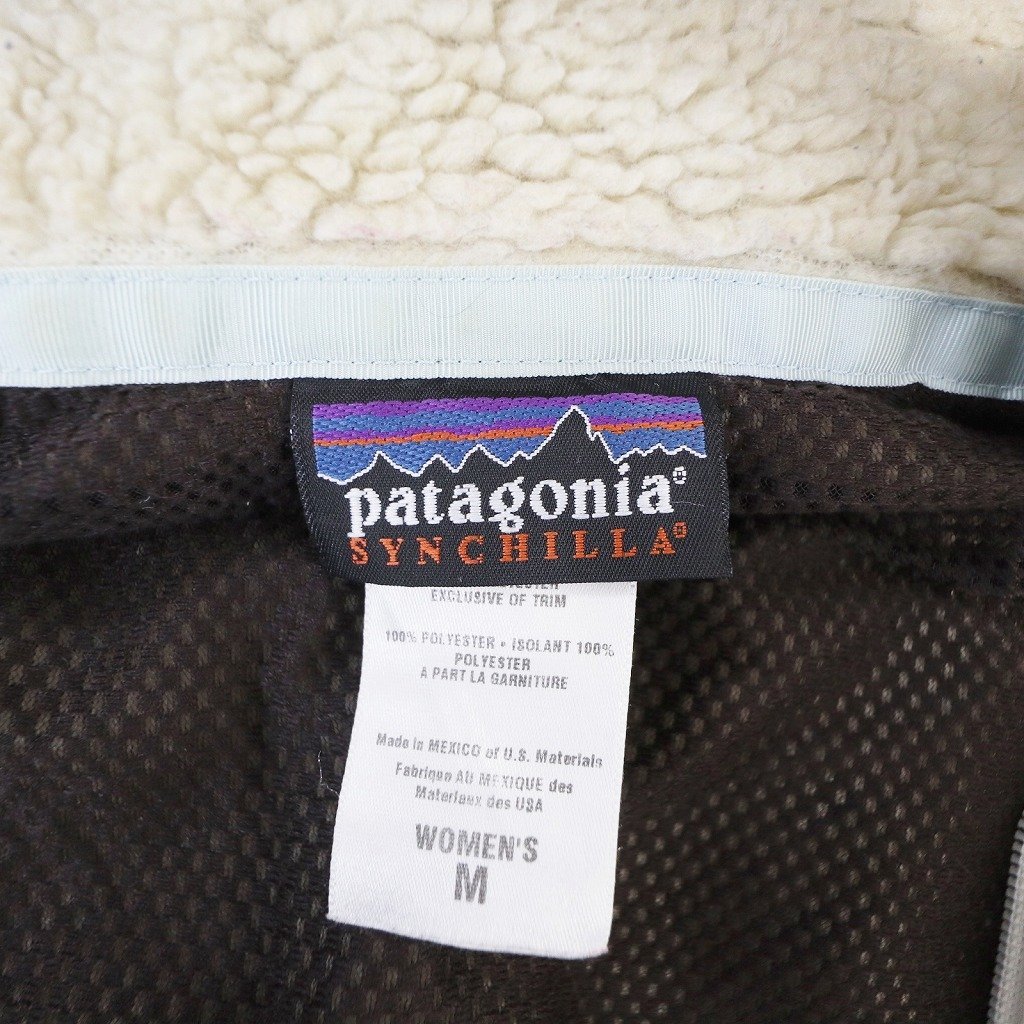 patagonia®
SYNCHILLA®
EXCLUSIVE OF TRIM
100% POLYESTER • ISOLANT 100%
POLYESTER
A PART LA GARNITURE
Made in MEXICO of U.S. Materials
Fabrique AU MEXIQUE des
Materiaux des USA
WOMEN'S
M